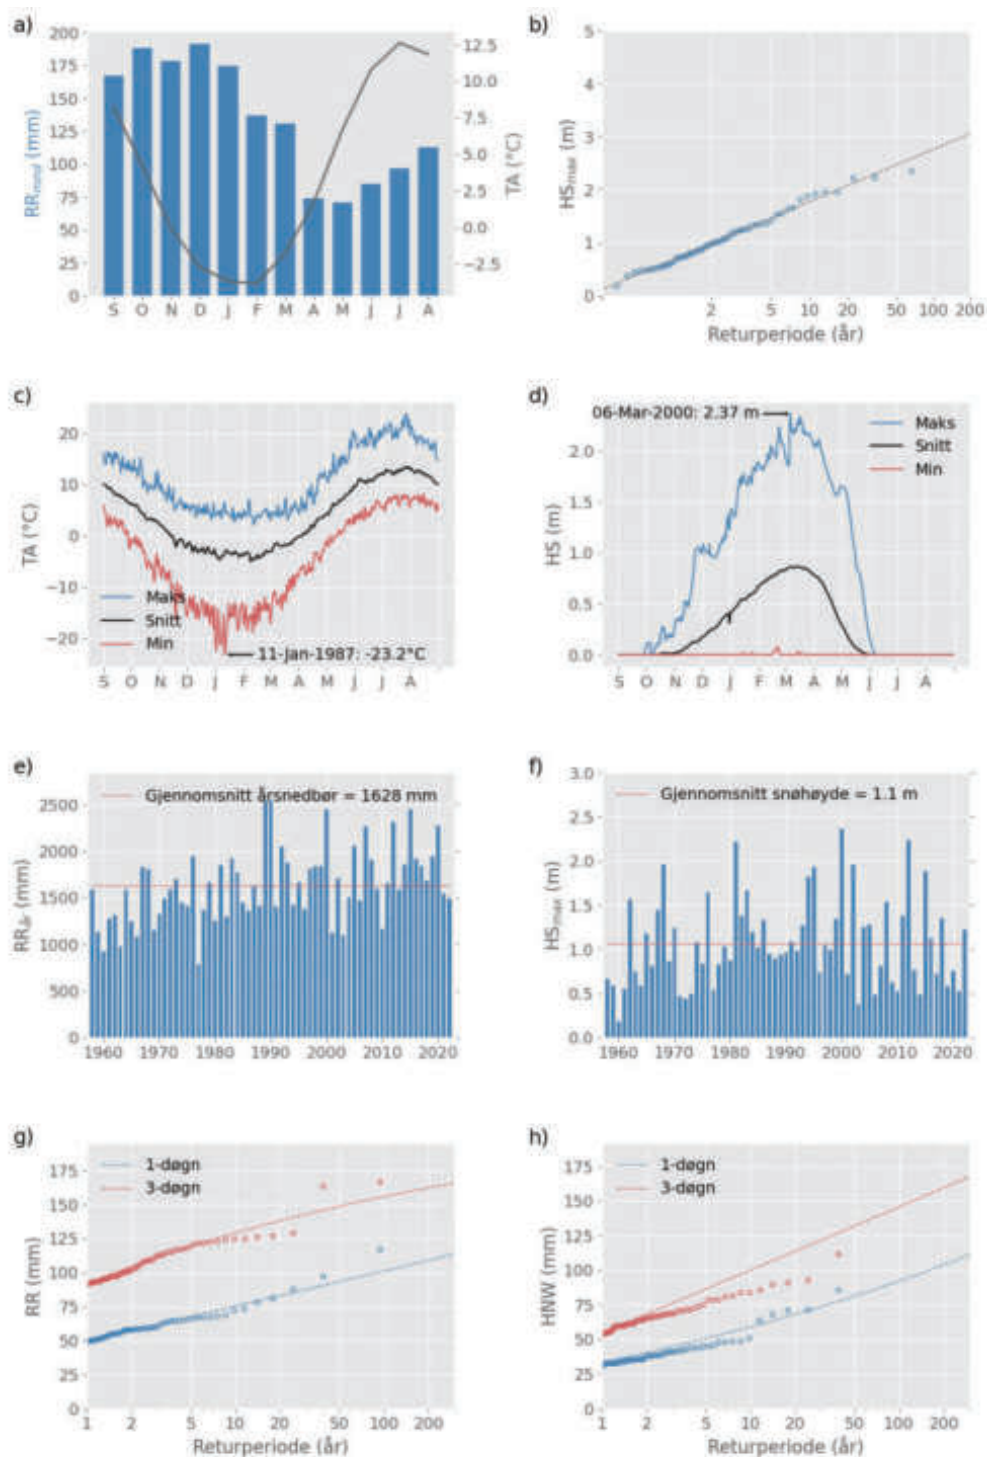 a)
200
175
150
125
100
75
50
25
0
RR_mnd (mm)
12.5
10.0
7.5
5.0
2.5
0.0
−2.5
TA (°C)
S O N D J F M A M J J A
b)
5
4
3
2
1
0
HS_max (m)
2 5 10 20 50 100 200
Returperiode (år)
c)
20
10
0
−10
−20
TA (°C)
Maks
Snitt
Min
11-Jan-1987: -23.2°C
S O N D J F M A M J J A
d)
06-Mar-2000: 2.37 m
Maks
Snitt
Min
2.0
1.5
1.0
0.5
0.0
HS (m)
S O N D J F M A M J J A
e)
Gjennomsnitt årsnedbør = 1628 mm
2500
2000
1500
1000
500
0
RR_år (mm)
1960 1970 1980 1990 2000 2010 2020
f)
Gjennomsnitt snøhøyde = 1.1 m
3.0
2.5
2.0
1.5
1.0
0.5
0.0
HS_max (m)
1960 1970 1980 1990 2000 2010 2020
g)
1-døgn
3-døgn
175
150
125
100
75
50
25
0
RR (mm)
1 2 5 10 20 50 100 200
Returperiode (år)
h)
1-døgn
3-døgn
175
150
125
100
75
50
25
0
HNW (mm)
1 2 5 10 20 50 100 200
Returperiode (år)